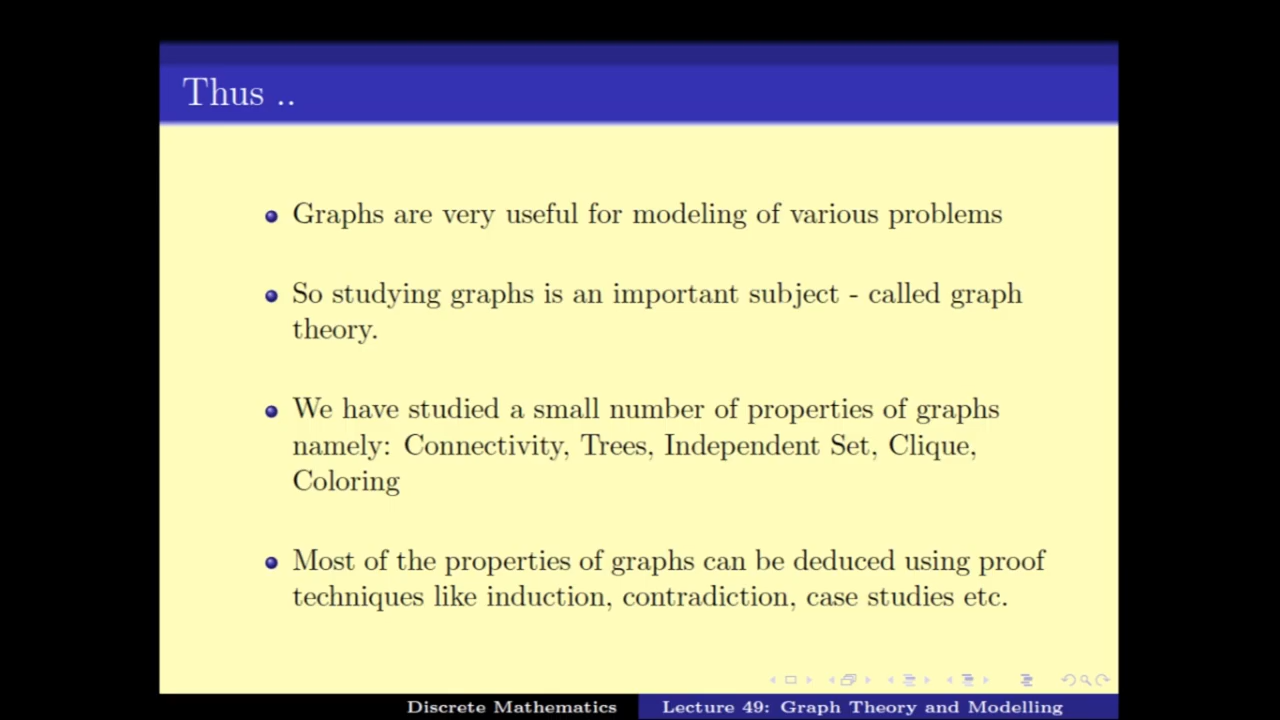 Thus ..
Graphs are very useful for modeling of various problems
So studying graphs is an important subject - called graph
theory.
We have studied a small number of properties of graphs
namely: Connectivity, Trees, Independent Set, Clique,
Coloring
Most of the properties of graphs can be deduced using proof
techniques like induction, contradiction, case studies etc.
Discrete Mathematics
Lecture 49: Graph Theory and Modelling